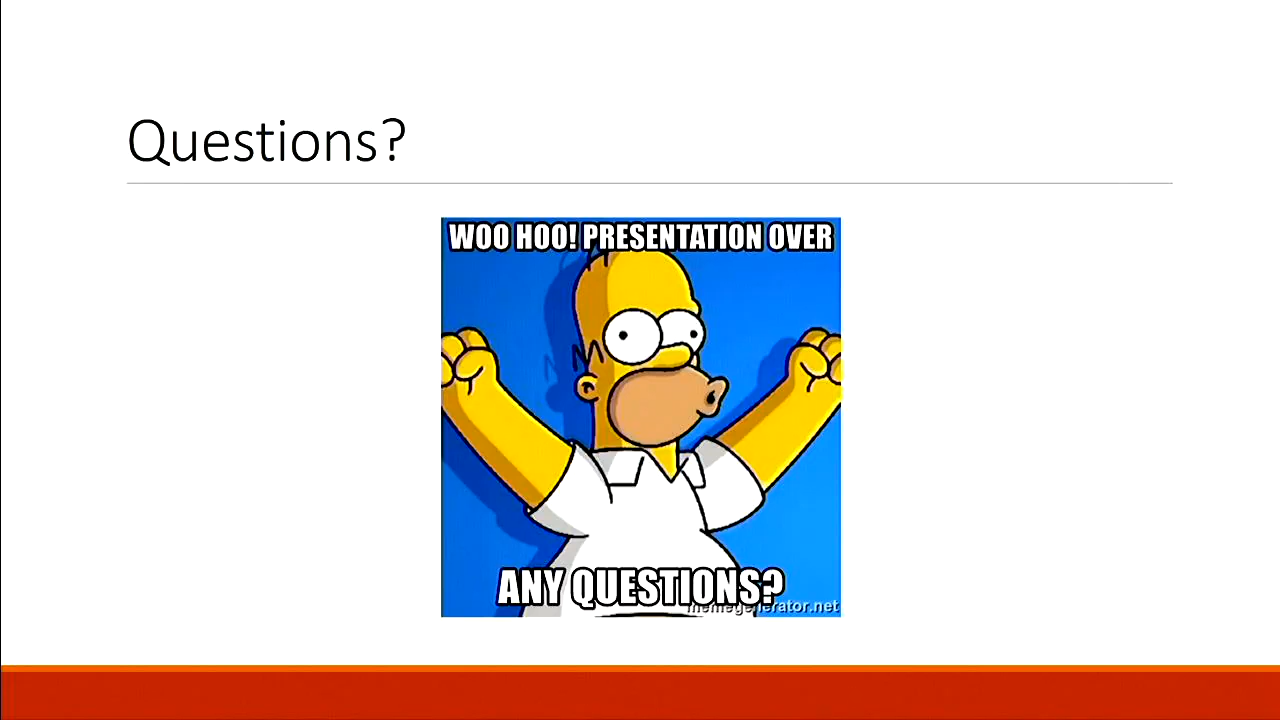 Questions?
WOO HOO! PRESENTATION OVER
ANY QUESTIONS?
memegenerator.net